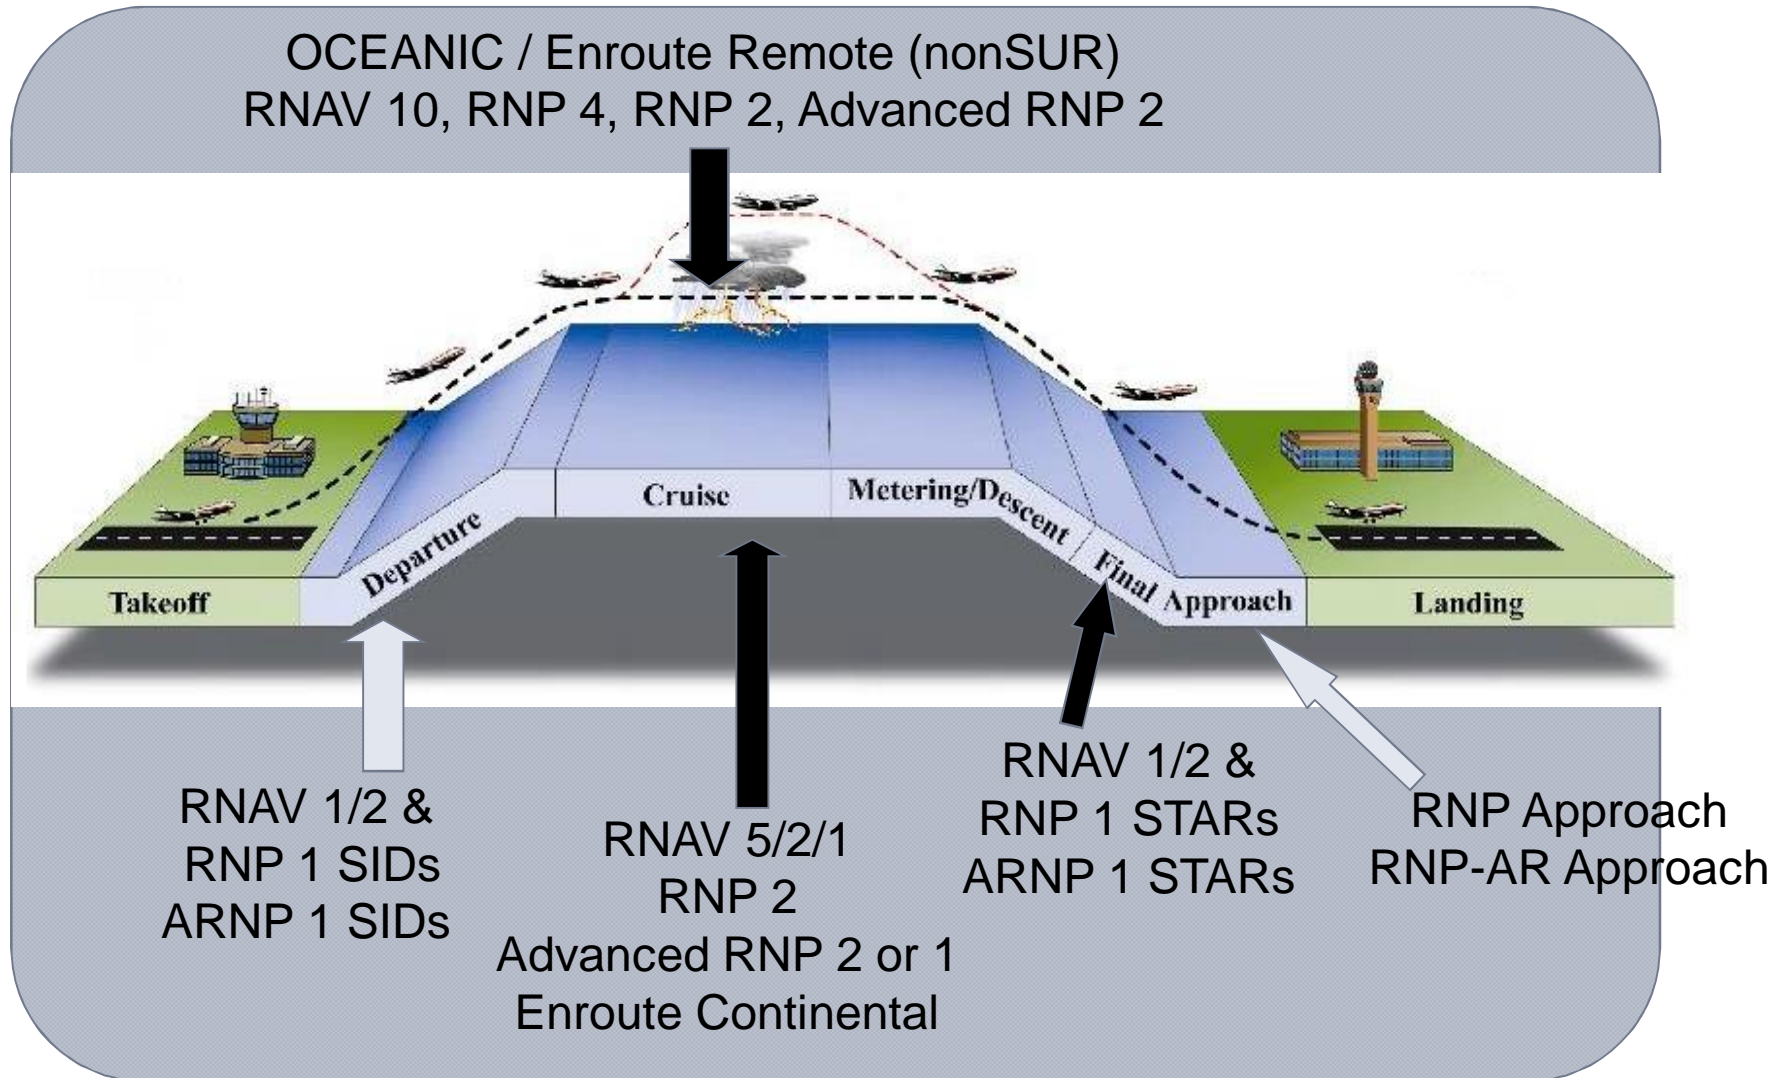 OCEANIC / Enroute Remote (nonSUR)
RNAV 10, RNP 4, RNP 2, Advanced RNP 2
Takeoff
Departure
Cruise
Metering/Descent
Final Approach
Landing
RNAV 1/2 &
RNP 1 SIDs
ARNP 1 SIDs
RNAV 5/2/1
RNP 2
Advanced RNP 2 or 1
Enroute Continental
RNAV 1/2 &
RNP 1 STARs
ARNP 1 STARs
RNP Approach
RNP-AR Approach